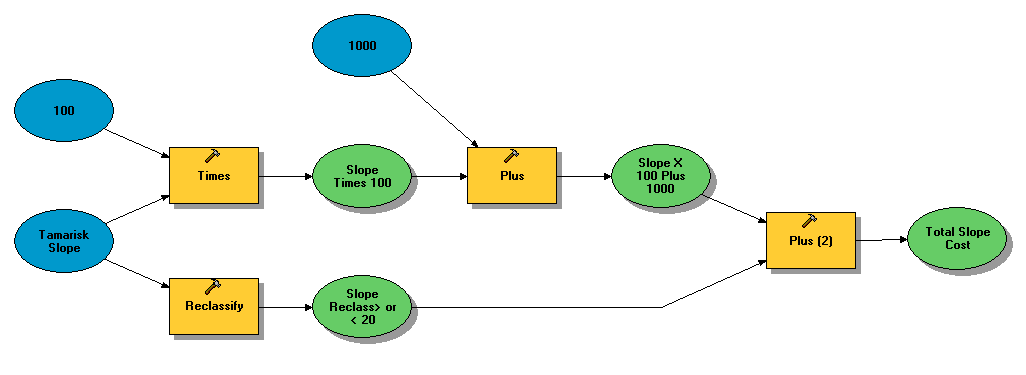 1000
100
Times
Slope
Times 100
Plus
Slope X
100 Plus
1000
Tamarisk
Slope
Plus (2)
Total Slope
Cost
Reclassify
Slope
Reclass> or
< 20